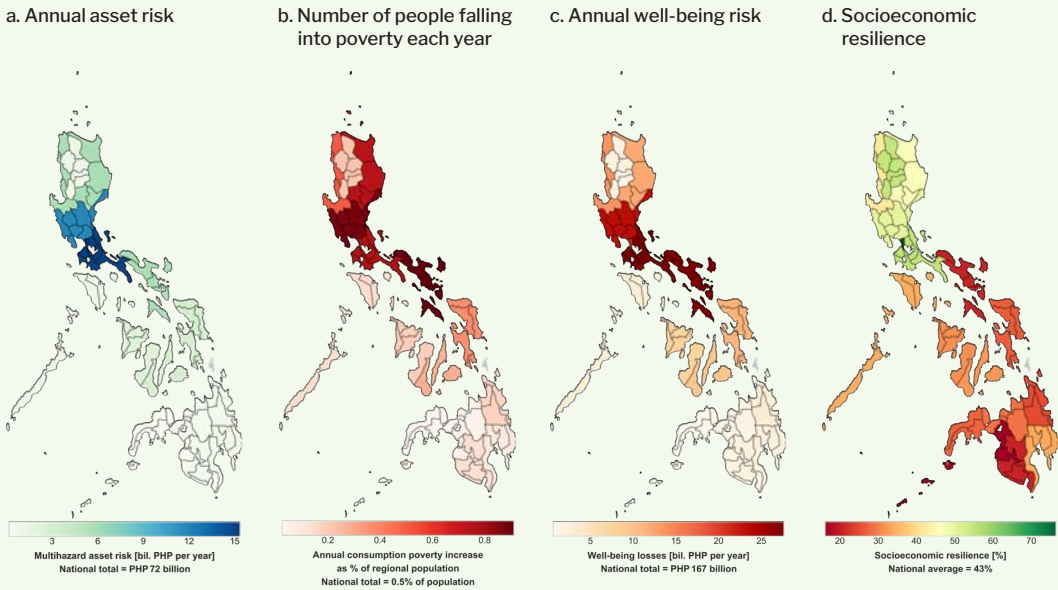 a. Annual asset risk
b. Number of people falling
into poverty each year
c. Annual well-being risk
d. Socioeconomic
resilience
3 6 9 12 15
Multihazard asset risk [bil. PHP per year]
National total = PHP 72 billion
0.2 0.4 0.6 0.8
Annual consumption poverty increase
as % of regional population
National total = 0.5% of population
5 10 15 20 25
Well-being losses [bil. PHP per year]
National total = PHP 167 billion
20 30 40 50 60 70
Socioeconomic resilience [%]
National average = 43%